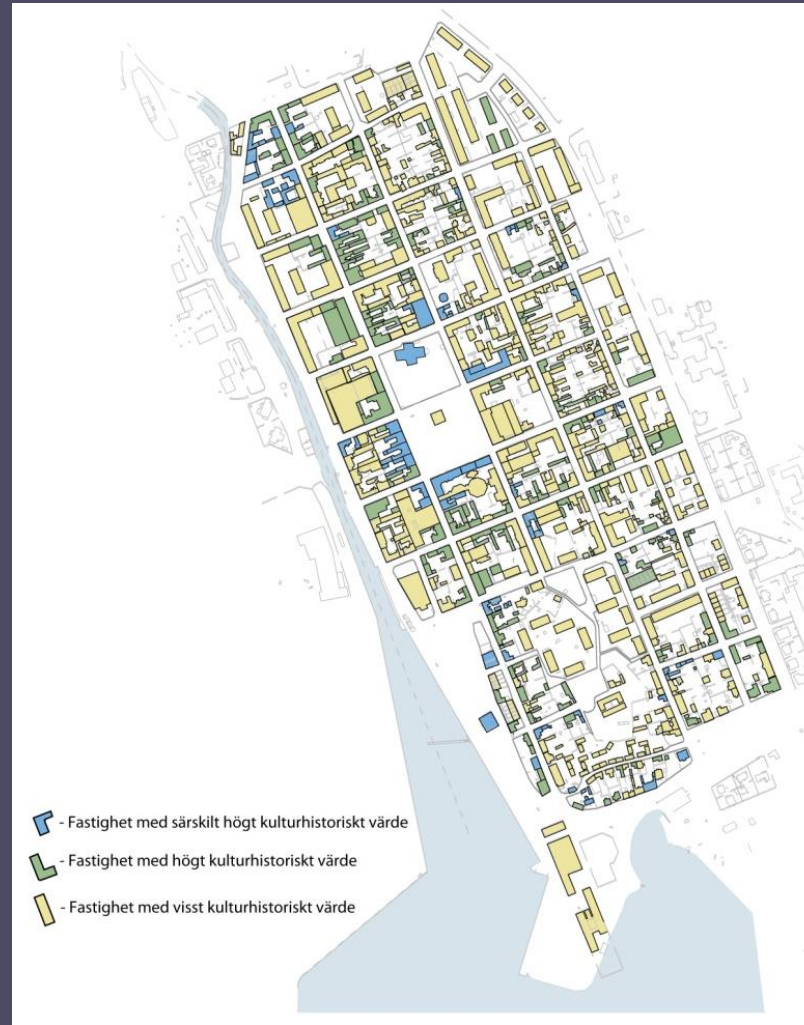 - Fastighet med särskilt högt kulturhistoriskt värde
- Fastighet med högt kulturhistoriskt värde
- Fastighet med visst kulturhistoriskt värde